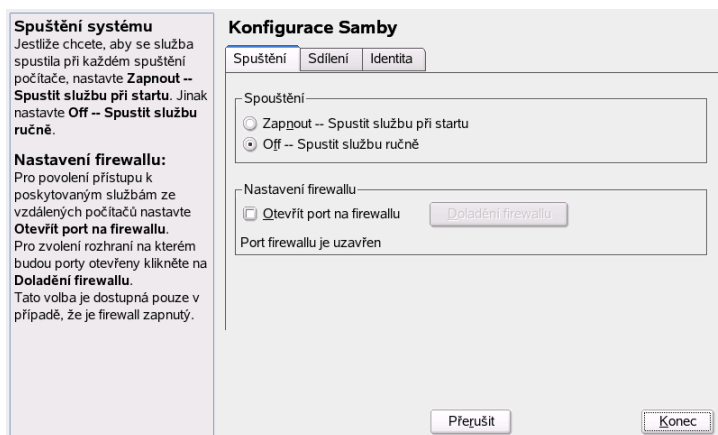 Spuštění systému
Jestliže chcete, aby se služba
spustila při každém spuštění
počítače, nastavte Zapnout --
Spustit službu při startu. Jinak
nastavte Off -- Spustit službu
ručně.
Nastavení firewallu:
Pro povolení přístupu k
poskytovaným službám ze
vzdálených počítačů nastavte
Otevřít port na firewallu.
Pro zvolení rozhraní na kterém
budou porty otevřeny klikněte na
Doladění firewallu.
Tato volba je dostupná pouze v
případě, že je firewall zapnutý.
Konfigurace Samby
Spuštění Sdílení Identita
Spouštění
Zapnout -- Spustit službu při startu
Off -- Spustit službu ručně
Nastavení firewallu
Otevřít port na firewallu Doladění firewallu
Port firewallu je uzavřen
Přerušit Konec